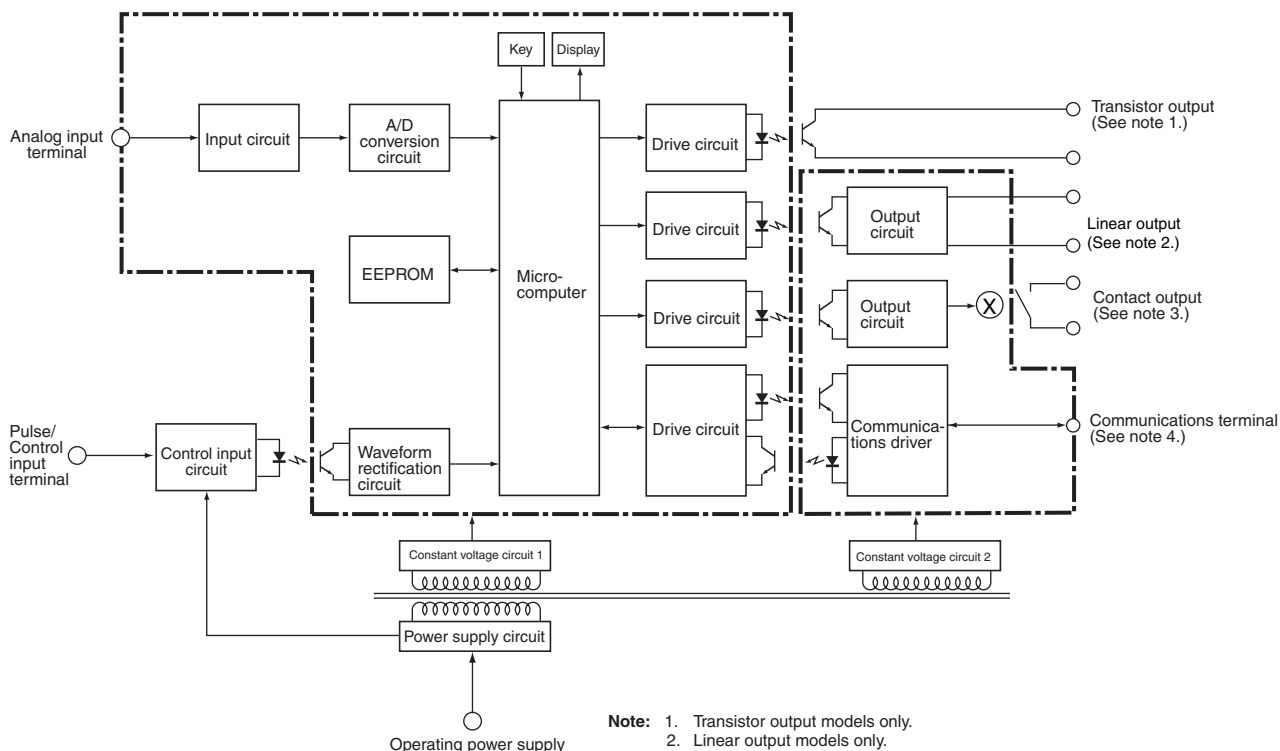 Key
Display
Analog input
terminal
Input circuit
A/D
conversion
circuit
Drive circuit
Transistor output
(See note 1.)
Drive circuit
Output
circuit
Linear output
(See note 2.)
EEPROM
Micro-
computer
Drive circuit
Output
circuit
X
Contact output
(See note 3.)
Pulse/
Control
input
terminal
Control input
circuit
Waveform
rectification
circuit
Drive circuit
Communica-
tions driver
Communications terminal
(See note 4.)
Constant voltage circuit 1
Constant voltage circuit 2
Power supply circuit
Operating power supply
Note: 1. Transistor output models only.
2. Linear output models only.